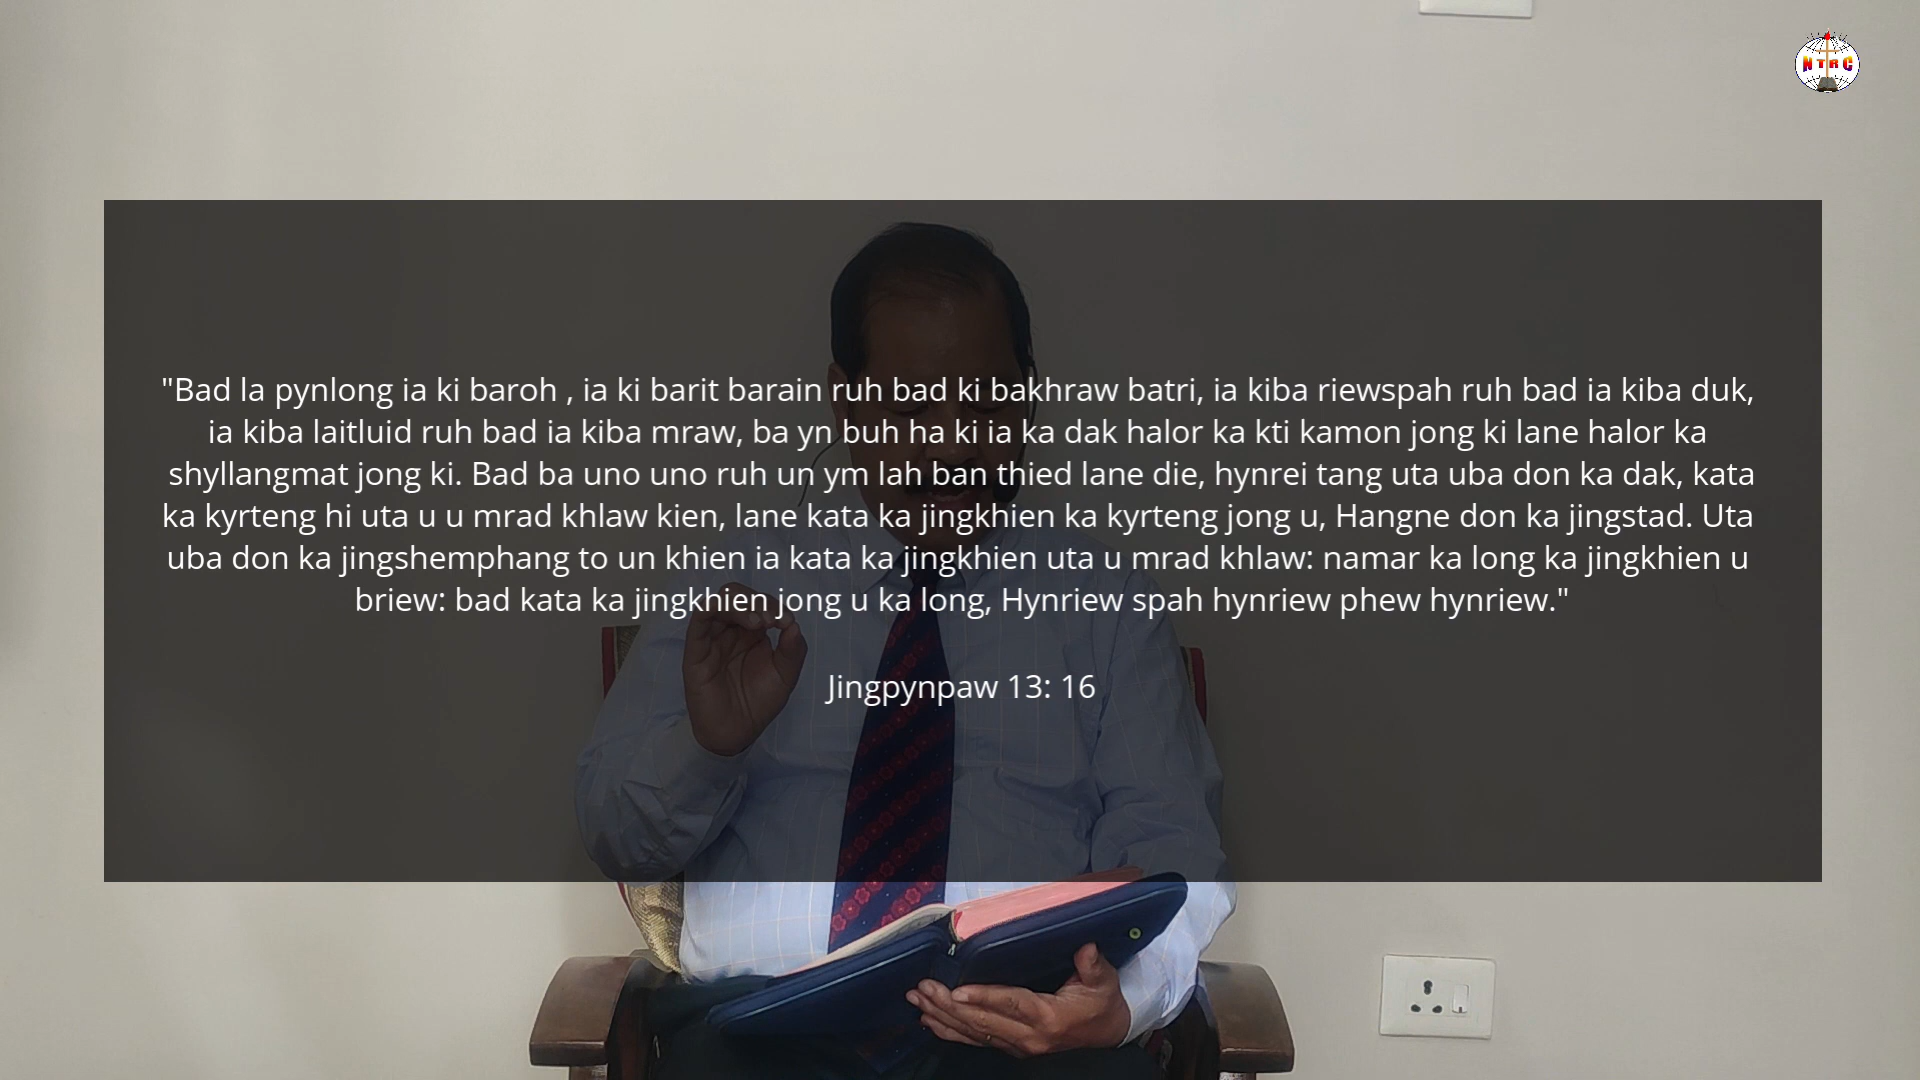 NTRC
"Bad la pynlong ia ki baroh , ia ki barit barain ruh bad ki bakhraw batri, ia kiba riewspah ruh bad ia kiba duk,
ia kiba laitluid ruh bad ia kiba mraw, ba yn buh ha ki ia ka dak halor ka kti kamon jong ki lane halor ka
shyllangmat jong ki. Bad ba uno uno ruh un ym lah ban thied lane die, hynrei tang uta uba don ka dak, kata
ka kyrteng hi uta u u mrad khlaw kien, lane kata ka jingkhien ka kyrteng jong u, Hangne don ka jingstad. Uta
uba don ka jingshemphang to un khien ia kata ka jingkhien uta u mrad khlaw: namar ka long ka jingkhien u
briew: bad kata ka jingkhien jong u ka long, Hynriew spah hynriew phew hynriew."
Jingpynpaw 13: 16